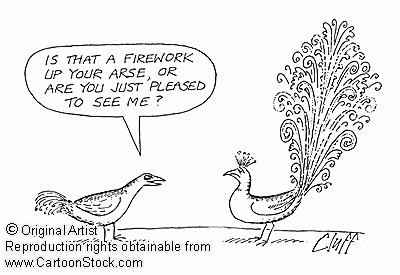 IS THAT A FIREWORK
UP YOUR ARSE, OR
ARE YOU JUST PLEASED
TO SEE ME?
© Original Artist
Reproduction rights obtainable from
www.CartoonStock.com
Cluff